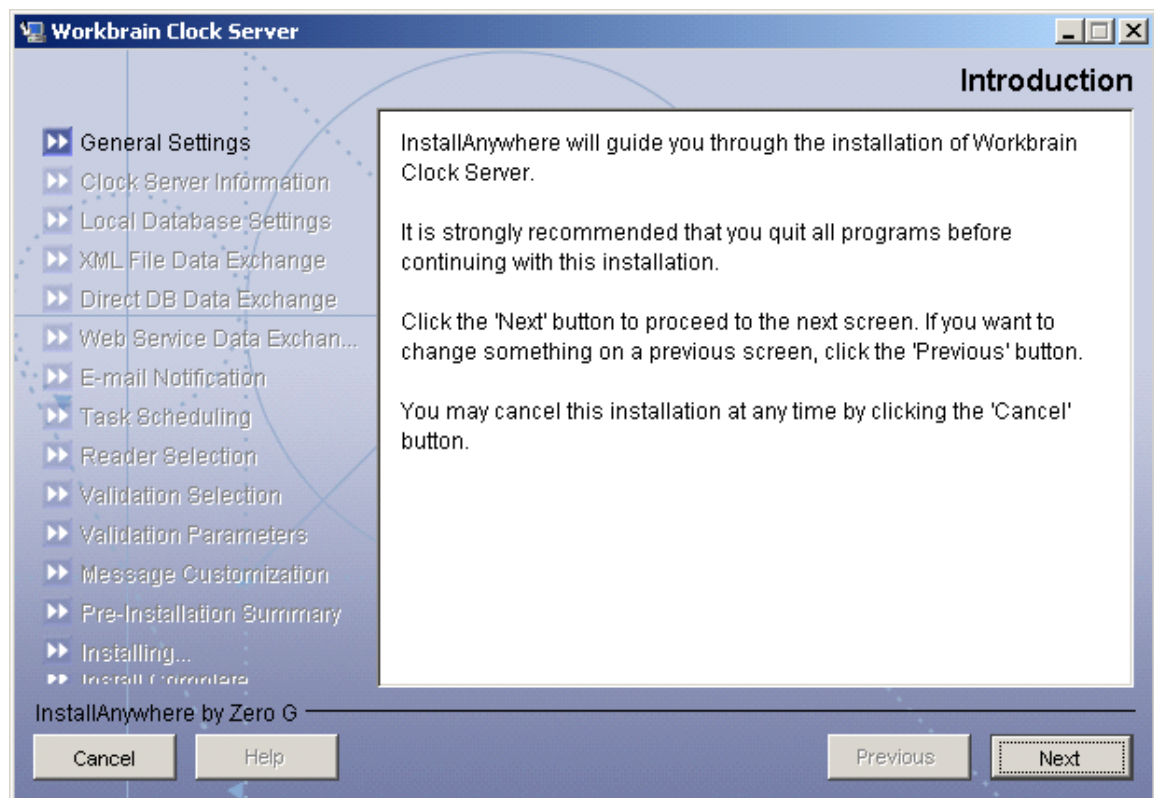 Workbrain Clock Server
Introduction
General Settings
Clock Server Information
Local Database Settings
XML File Data Exchange
Direct DB Data Exchange
Web Service Data Exchan...
E-mail Notification
Task Scheduling
Reader Selection
Validation Selection
Validation Parameters
Message Customization
Pre-Installation Summary
Installing...
Install Complete
InstallAnywhere will guide you through the installation of Workbrain
Clock Server.
It is strongly recommended that you quit all programs before
continuing with this installation.
Click the 'Next' button to proceed to the next screen. If you want to
change something on a previous screen, click the 'Previous' button.
You may cancel this installation at any time by clicking the 'Cancel'
button.
InstallAnywhere by Zero G
Cancel
Help
Previous
Next